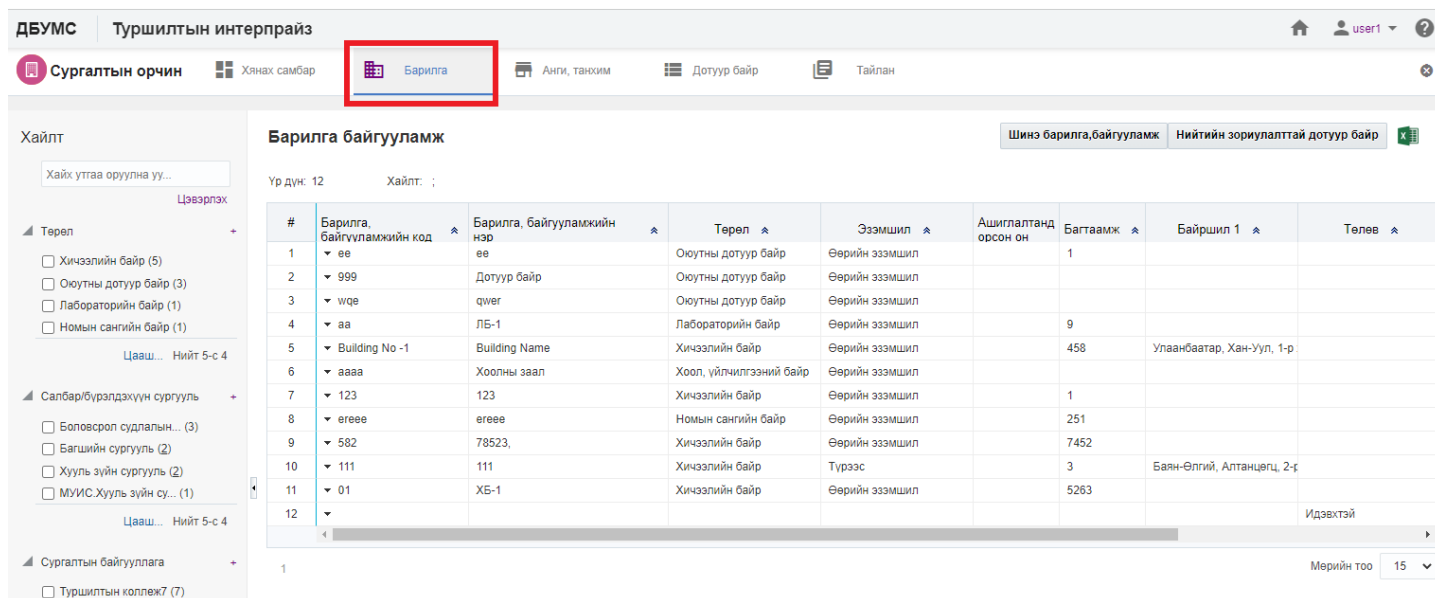 ДБУМС Туршилтын интерпрайз user1
Сургалтын орчин Хянах самбар Барилга Анги, танхим Дотуур байр Тайлан
Хайлт
Хайх утгаа оруулна уу...
Цэвэрлэх
Төрөл +
Хичээлийн байр (5)
Оюутны дотуур байр (3)
Лабораторийн байр (1)
Номын сангийн байр (1)
Цааш... Нийт 5-с 4
Салбар/бүрэлдэхүүн сургууль +
Боловсрол судлалын... (3)
Багшийн сургууль (2)
Хууль зүйн сургууль (2)
МУИС.Хууль зүйн су... (1)
Цааш... Нийт 5-с 4
Сургалтын байгууллага +
Туршилтын коллеж7 (7)
Барилга байгууламж Шинэ барилга,байгууламж Нийтийн зориулалттай дотуур байр
Үр дүн: 12 Хайлт: ;
# Барилга, байгууламжийн код Барилга, байгууламжийн нэр Төрөл Эзэмшил Ашиглалтанд орсон он Багтаамж Байршил 1 Төлөв
1 ее ее Оюутны дотуур байр Өөрийн эзэмшил 1
2 999 Дотуур байр Оюутны дотуур байр Өөрийн эзэмшил
3 wqe qwer Оюутны дотуур байр Өөрийн эзэмшил
4 аа ЛБ-1 Лабораторийн байр Өөрийн эзэмшил 9
5 Building No -1 Building Name Хичээлийн байр Өөрийн эзэмшил 458 Улаанбаатар, Хан-Уул, 1-р
6 аааа Хоолны заал Хоол, үйлчилгээний байр Өөрийн эзэмшил
7 123 123 Хичээлийн байр Өөрийн эзэмшил 1
8 ereee ereee Номын сангийн байр Өөрийн эзэмшил 251
9 582 78523, Хичээлийн байр Өөрийн эзэмшил 7452
10 111 111 Хичээлийн байр Түрээс 3 Баян-Өлгий, Алтанцөгц, 2-р
11 01 ХБ-1 Хичээлийн байр Өөрийн эзэмшил 5263
12 Идэвхтэй
1 Мөрийн тоо 15